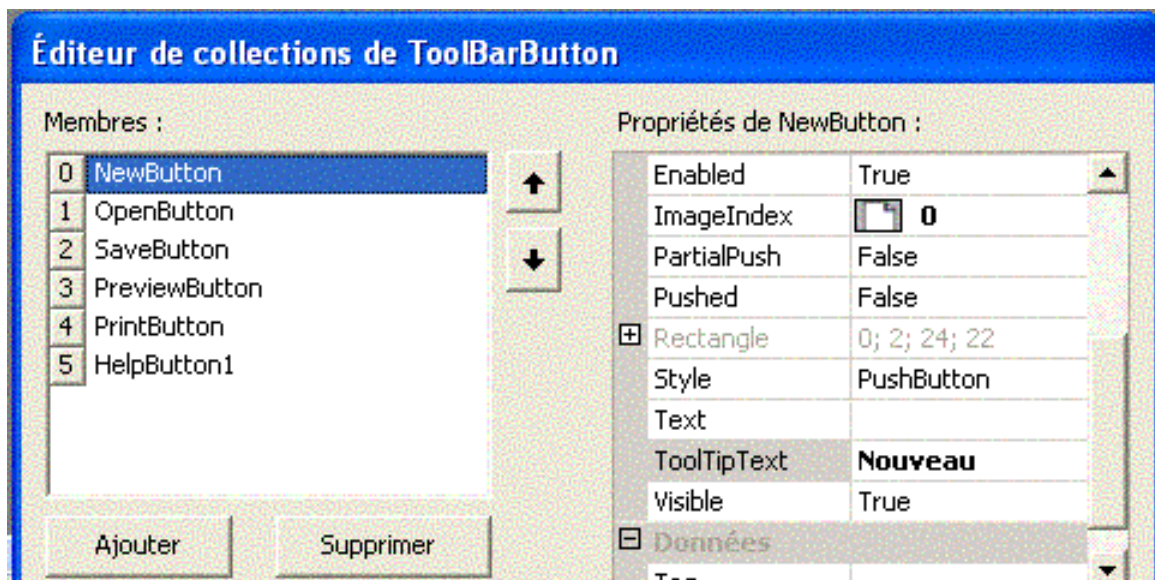 Éditeur de collections de ToolBarButton
Membres :
0 NewButton
1 OpenButton
2 SaveButton
3 PreviewButton
4 PrintButton
5 HelpButton1
Ajouter Supprimer
Propriétés de NewButton :
Enabled True
ImageIndex 0
PartialPush False
Pushed False
Rectangle 0; 2; 24; 22
Style PushButton
Text
ToolTipText Nouveau
Visible True
Données